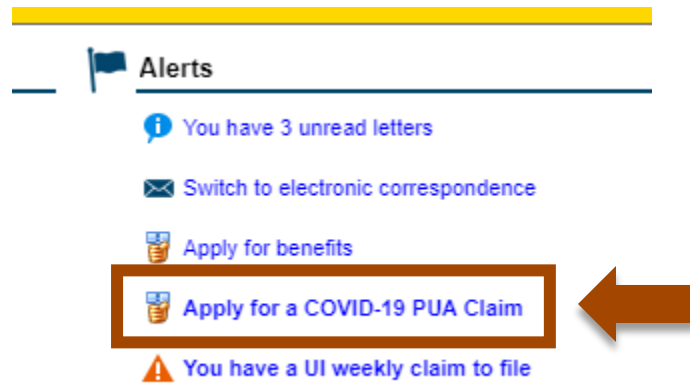 Alerts
You have 3 unread letters
Switch to electronic correspondence
Apply for benefits
Apply for a COVID-19 PUA Claim
You have a UI weekly claim to file